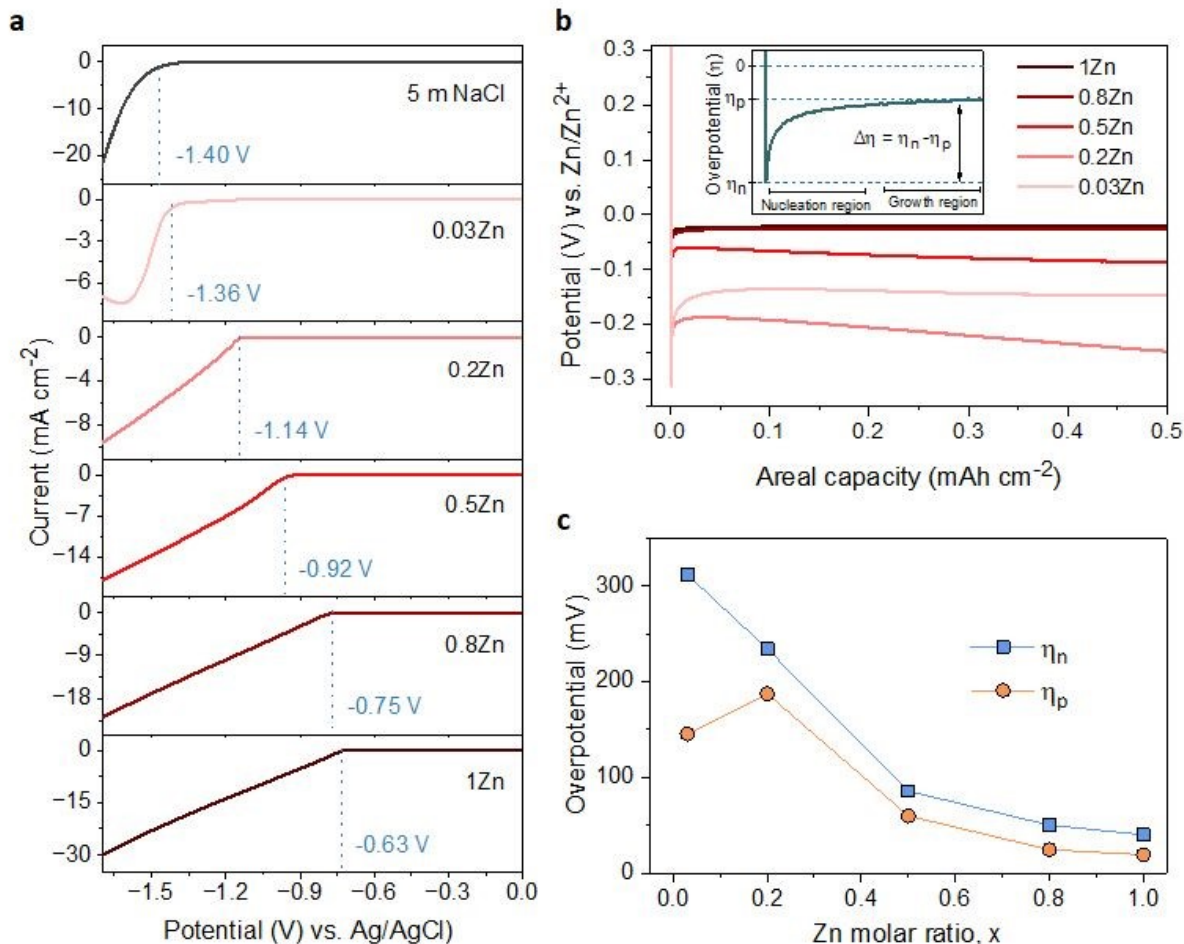 a
0
−10
−20
5 m NaCl
-1.40 V
0
−3
−6
0.03Zn
-1.36 V
0
−4
−8
0.2Zn
-1.14 V
0
−7
−14
0.5Zn
-0.92 V
0
−9
−18
0.8Zn
-0.75 V
0
−15
−30
1Zn
-0.63 V
Current (mA cm⁻²)
−1.5 −1.2 −0.9 −0.6 −0.3 0.0
Potential (V) vs. Ag/AgCl)
b
0.3
0.2
0.1
0.0
−0.1
−0.2
−0.3
Potential (V) vs. Zn/Zn²⁺
Overpotential (η)
0
ηp
ηn
Δη = ηn -ηp
Nucleation region
Growth region
1Zn
0.8Zn
0.5Zn
0.2Zn
0.03Zn
0.0 0.1 0.2 0.3 0.4 0.5
Areal capacity (mAh cm⁻²)
c
300
200
100
0
Overpotential (mV)
ηn
ηp
0.0 0.2 0.4 0.6 0.8 1.0
Zn molar ratio, x